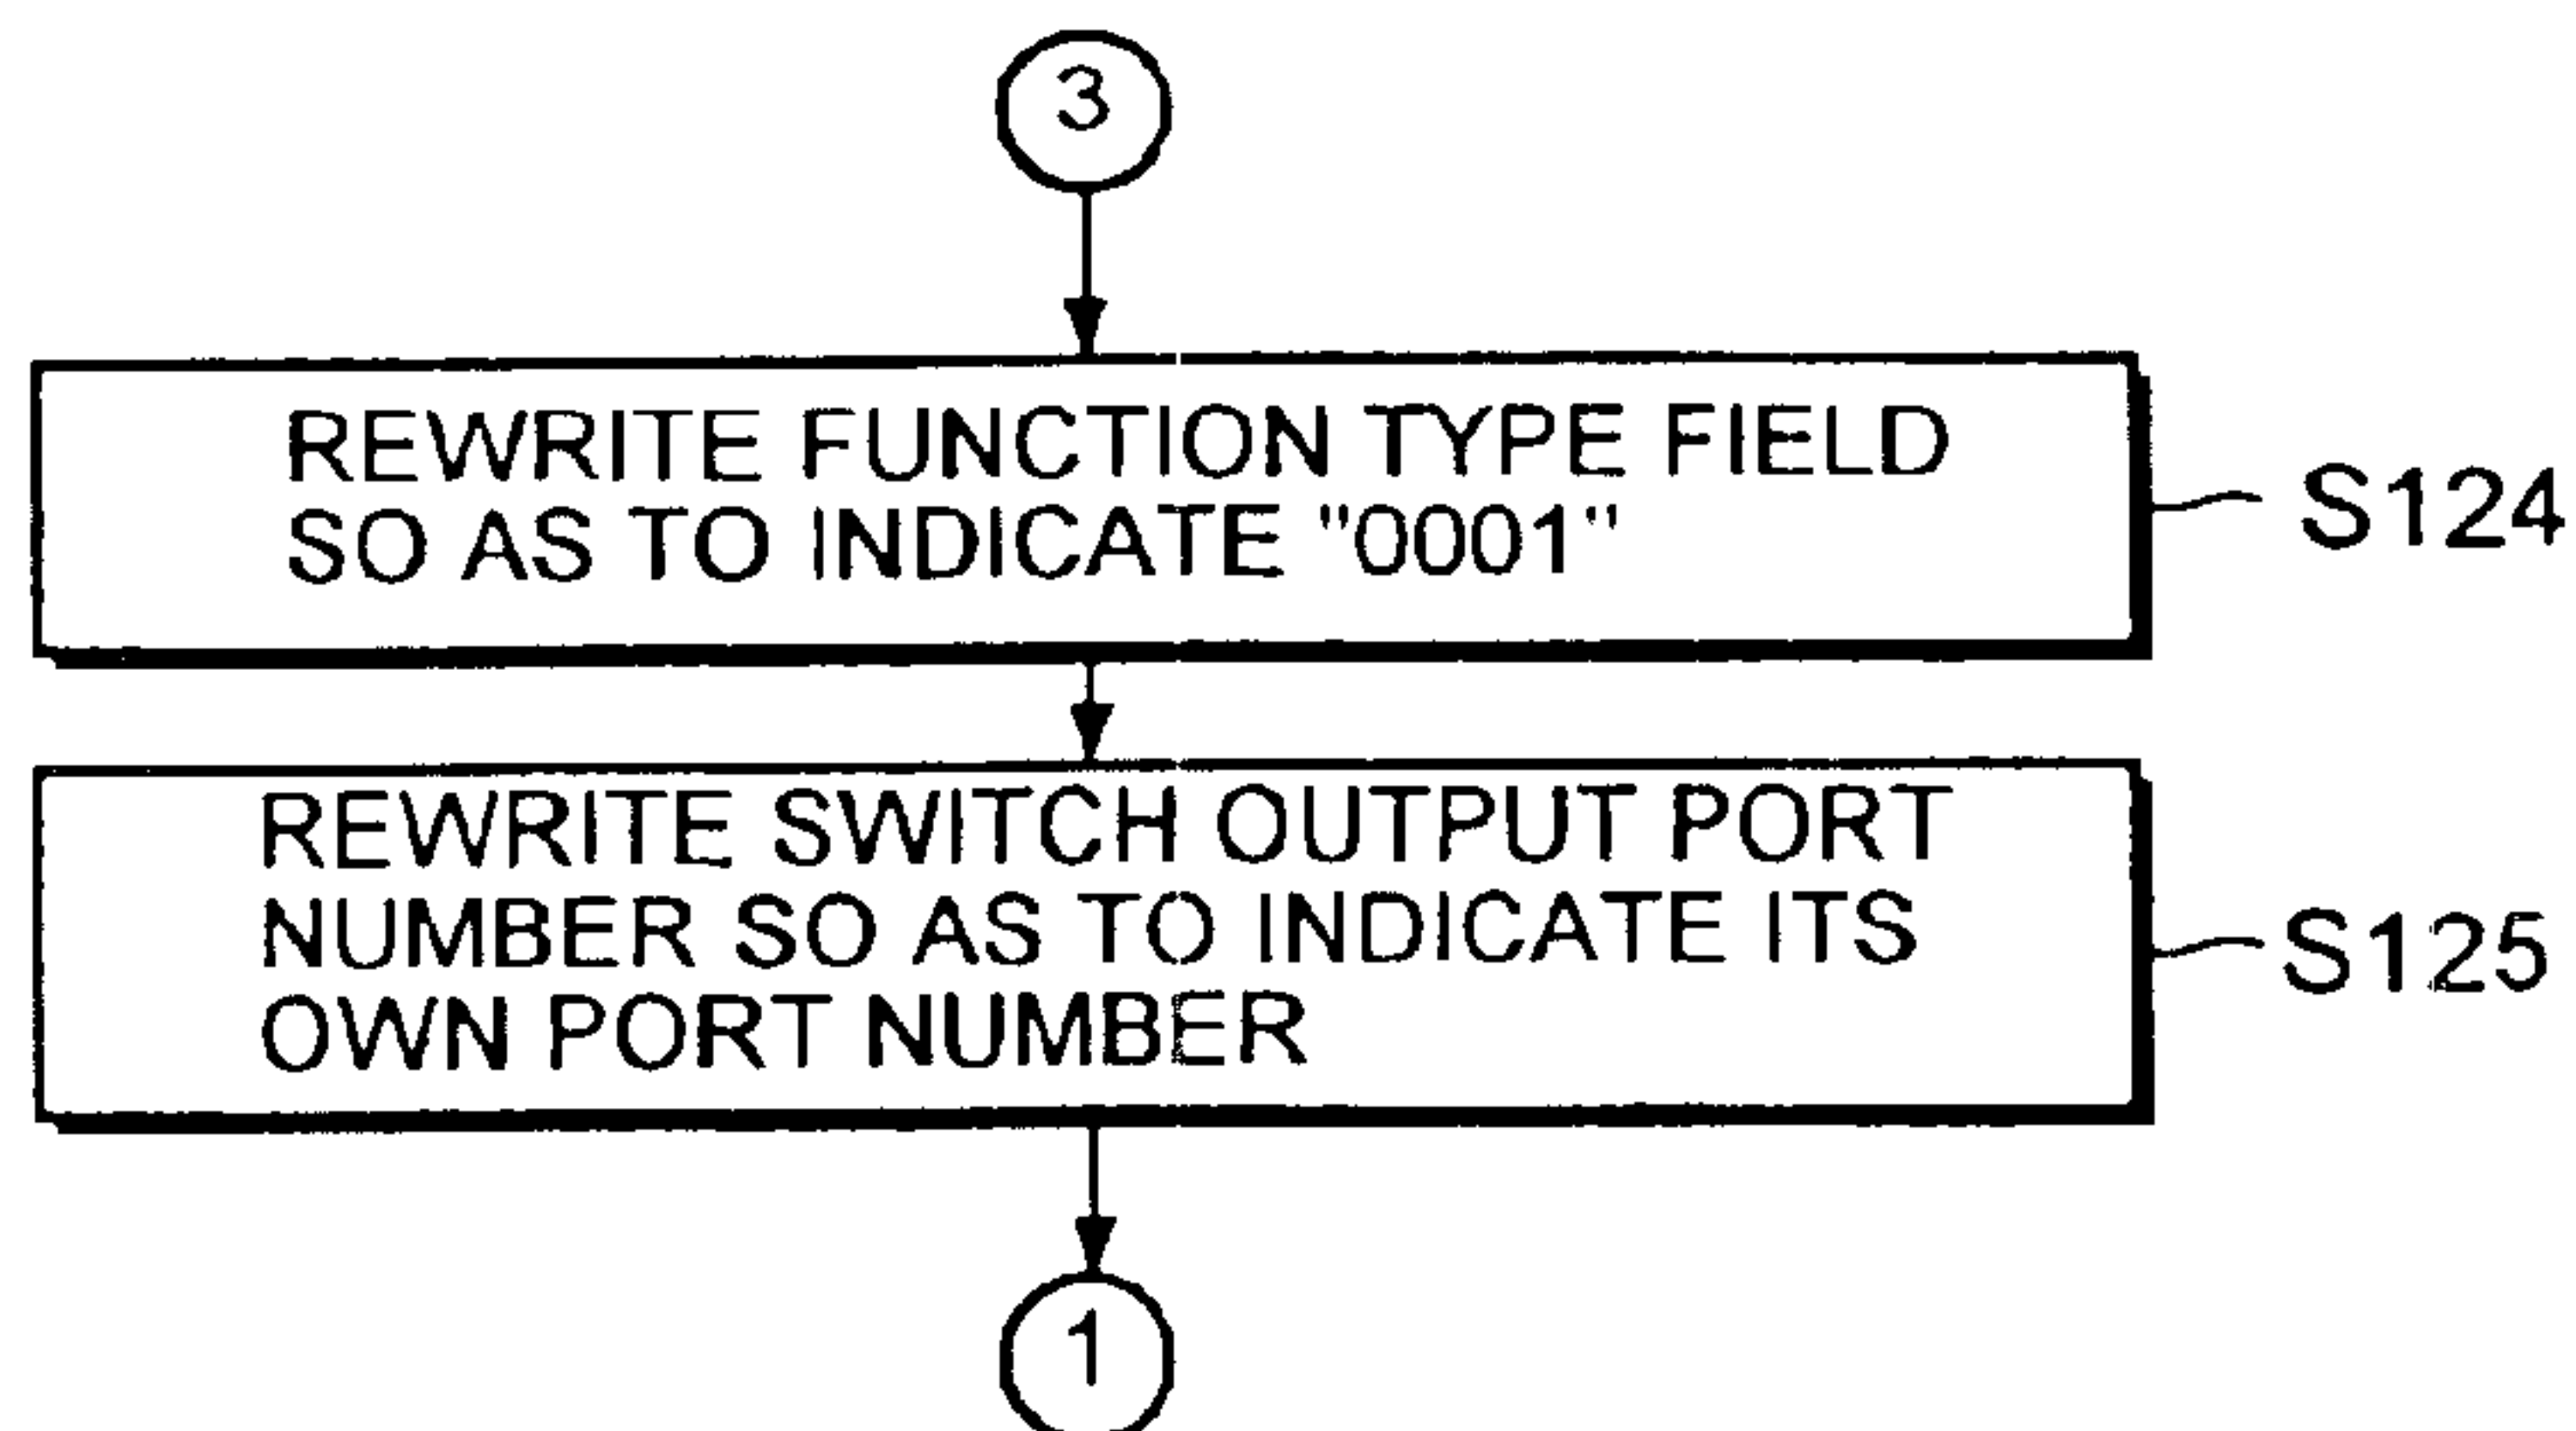 3
REWRITE FUNCTION TYPE FIELD
SO AS TO INDICATE "0001"
S124
REWRITE SWITCH OUTPUT PORT
NUMBER SO AS TO INDICATE ITS
OWN PORT NUMBER
S125
1